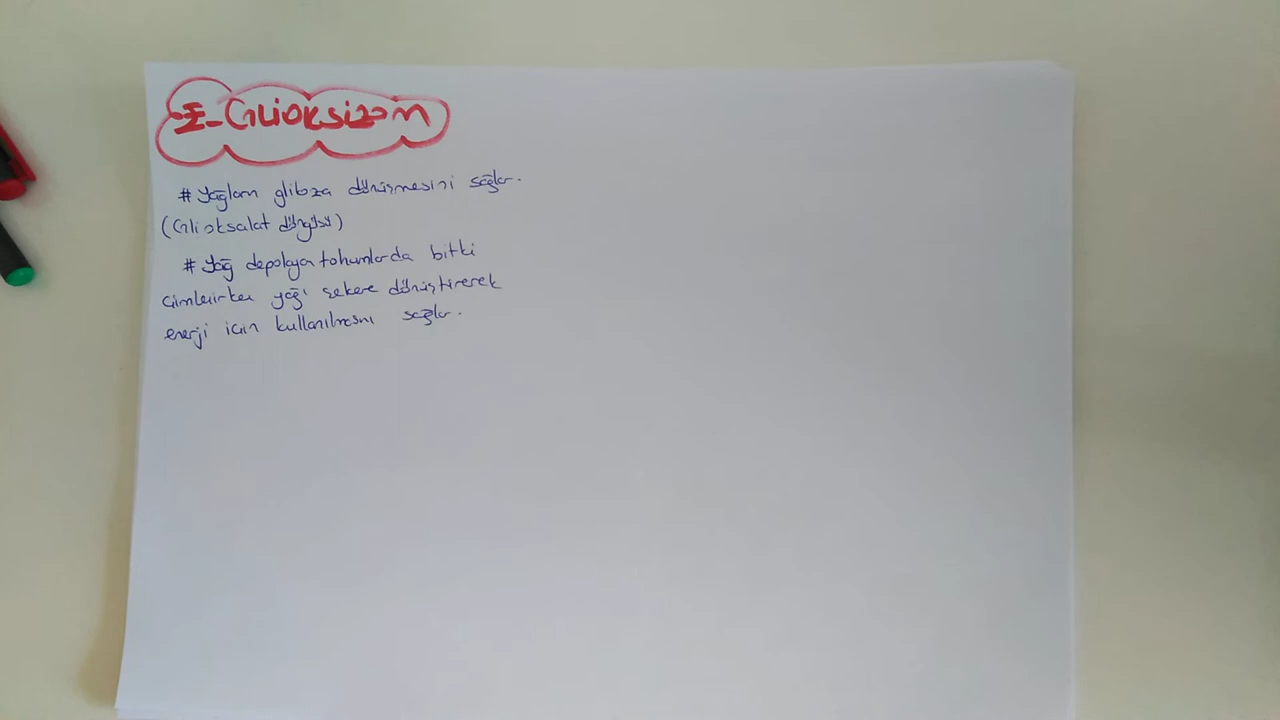 I- Glioksizom
# Yağların glikoza dönüşmesini sağlar.
(Glioksalat döngüsü)
# Yağ depolayan tohumlarda bitki
çimlenirken yağı şekere dönüştürerek
enerji için kullanılmasını sağlar.